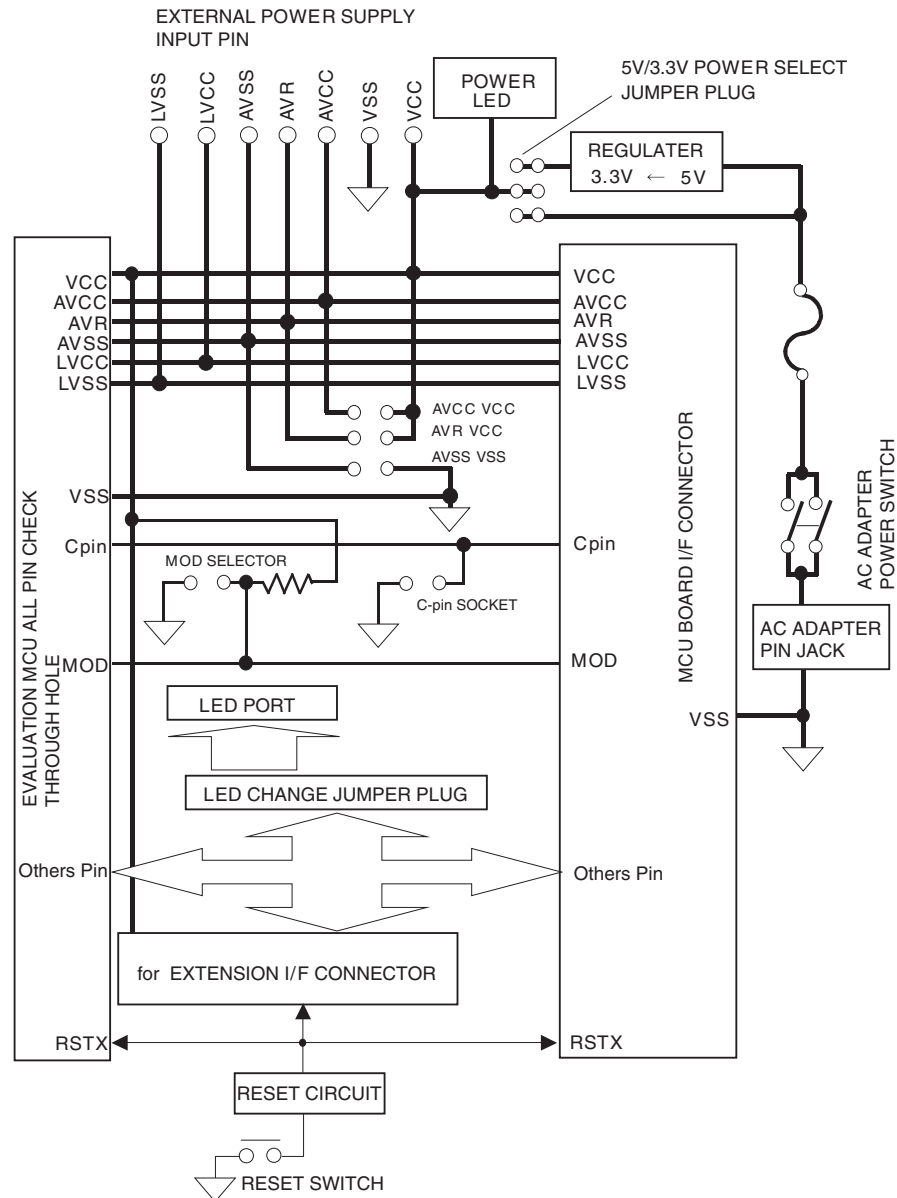 EXTERNAL POWER SUPPLY
INPUT PIN
LVSS
LVCC
AVSS
AVR
AVCC
VSS
VCC
POWER
LED
5V/3.3V POWER SELECT
JUMPER PLUG
REGULATER
3.3V ← 5V
VCC
AVCC
AVR
AVSS
LVCC
LVSS
VCC
AVCC
AVR
AVSS
LVCC
LVSS
AVCC VCC
AVR VCC
AVSS VSS
VSS
Cpin
Cpin
MOD SELECTOR
C-pin SOCKET
MOD
MOD
EVALUATION MCU ALL PIN CHECK
THROUGH HOLE
MCU BOARD I/F CONNECTOR
AC ADAPTER
POWER SWITCH
AC ADAPTER
PIN JACK
VSS
LED PORT
LED CHANGE JUMPER PLUG
Others Pin
Others Pin
for EXTENSION I/F CONNECTOR
RSTX
RSTX
RESET CIRCUIT
RESET SWITCH